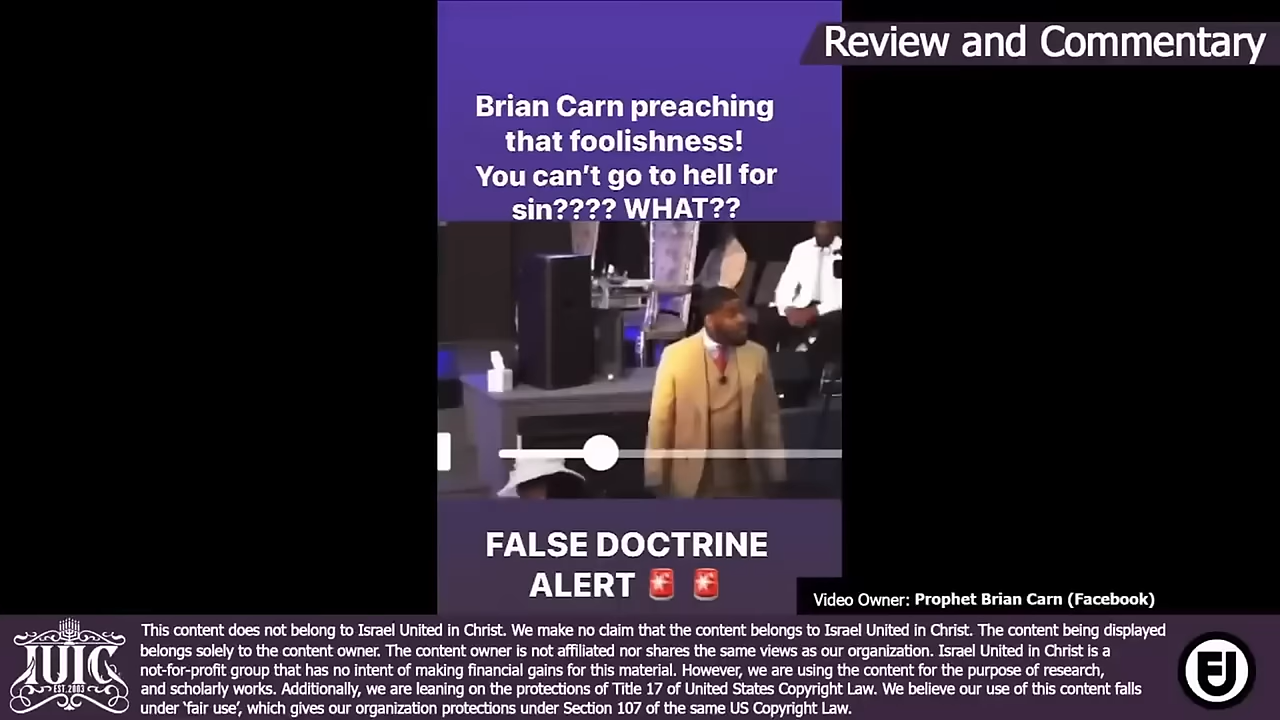 Review and Commentary
Brian Carn preaching
that foolishness!
You can't go to hell for
sin???? WHAT??
FALSE DOCTRINE
ALERT 🚨 🚨
Video Owner: Prophet Brian Carn (Facebook)
IUIC
EST.2003
This content does not belong to Israel United in Christ. We make no claim that the content belongs to Israel United in Christ. The content being displayed
belongs solely to the content owner. The content owner is not affiliated nor shares the same views as our organization. Israel United in Christ is a
not-for-profit group that has no intent of making financial gains for this material. However, we are using the content for the purpose of research,
and scholarly works. Additionally, we are leaning on the protections of Title 17 of United States Copyright Law. We believe our use of this content falls
under 'fair use', which gives our organization protections under Section 107 of the same US Copyright Law.